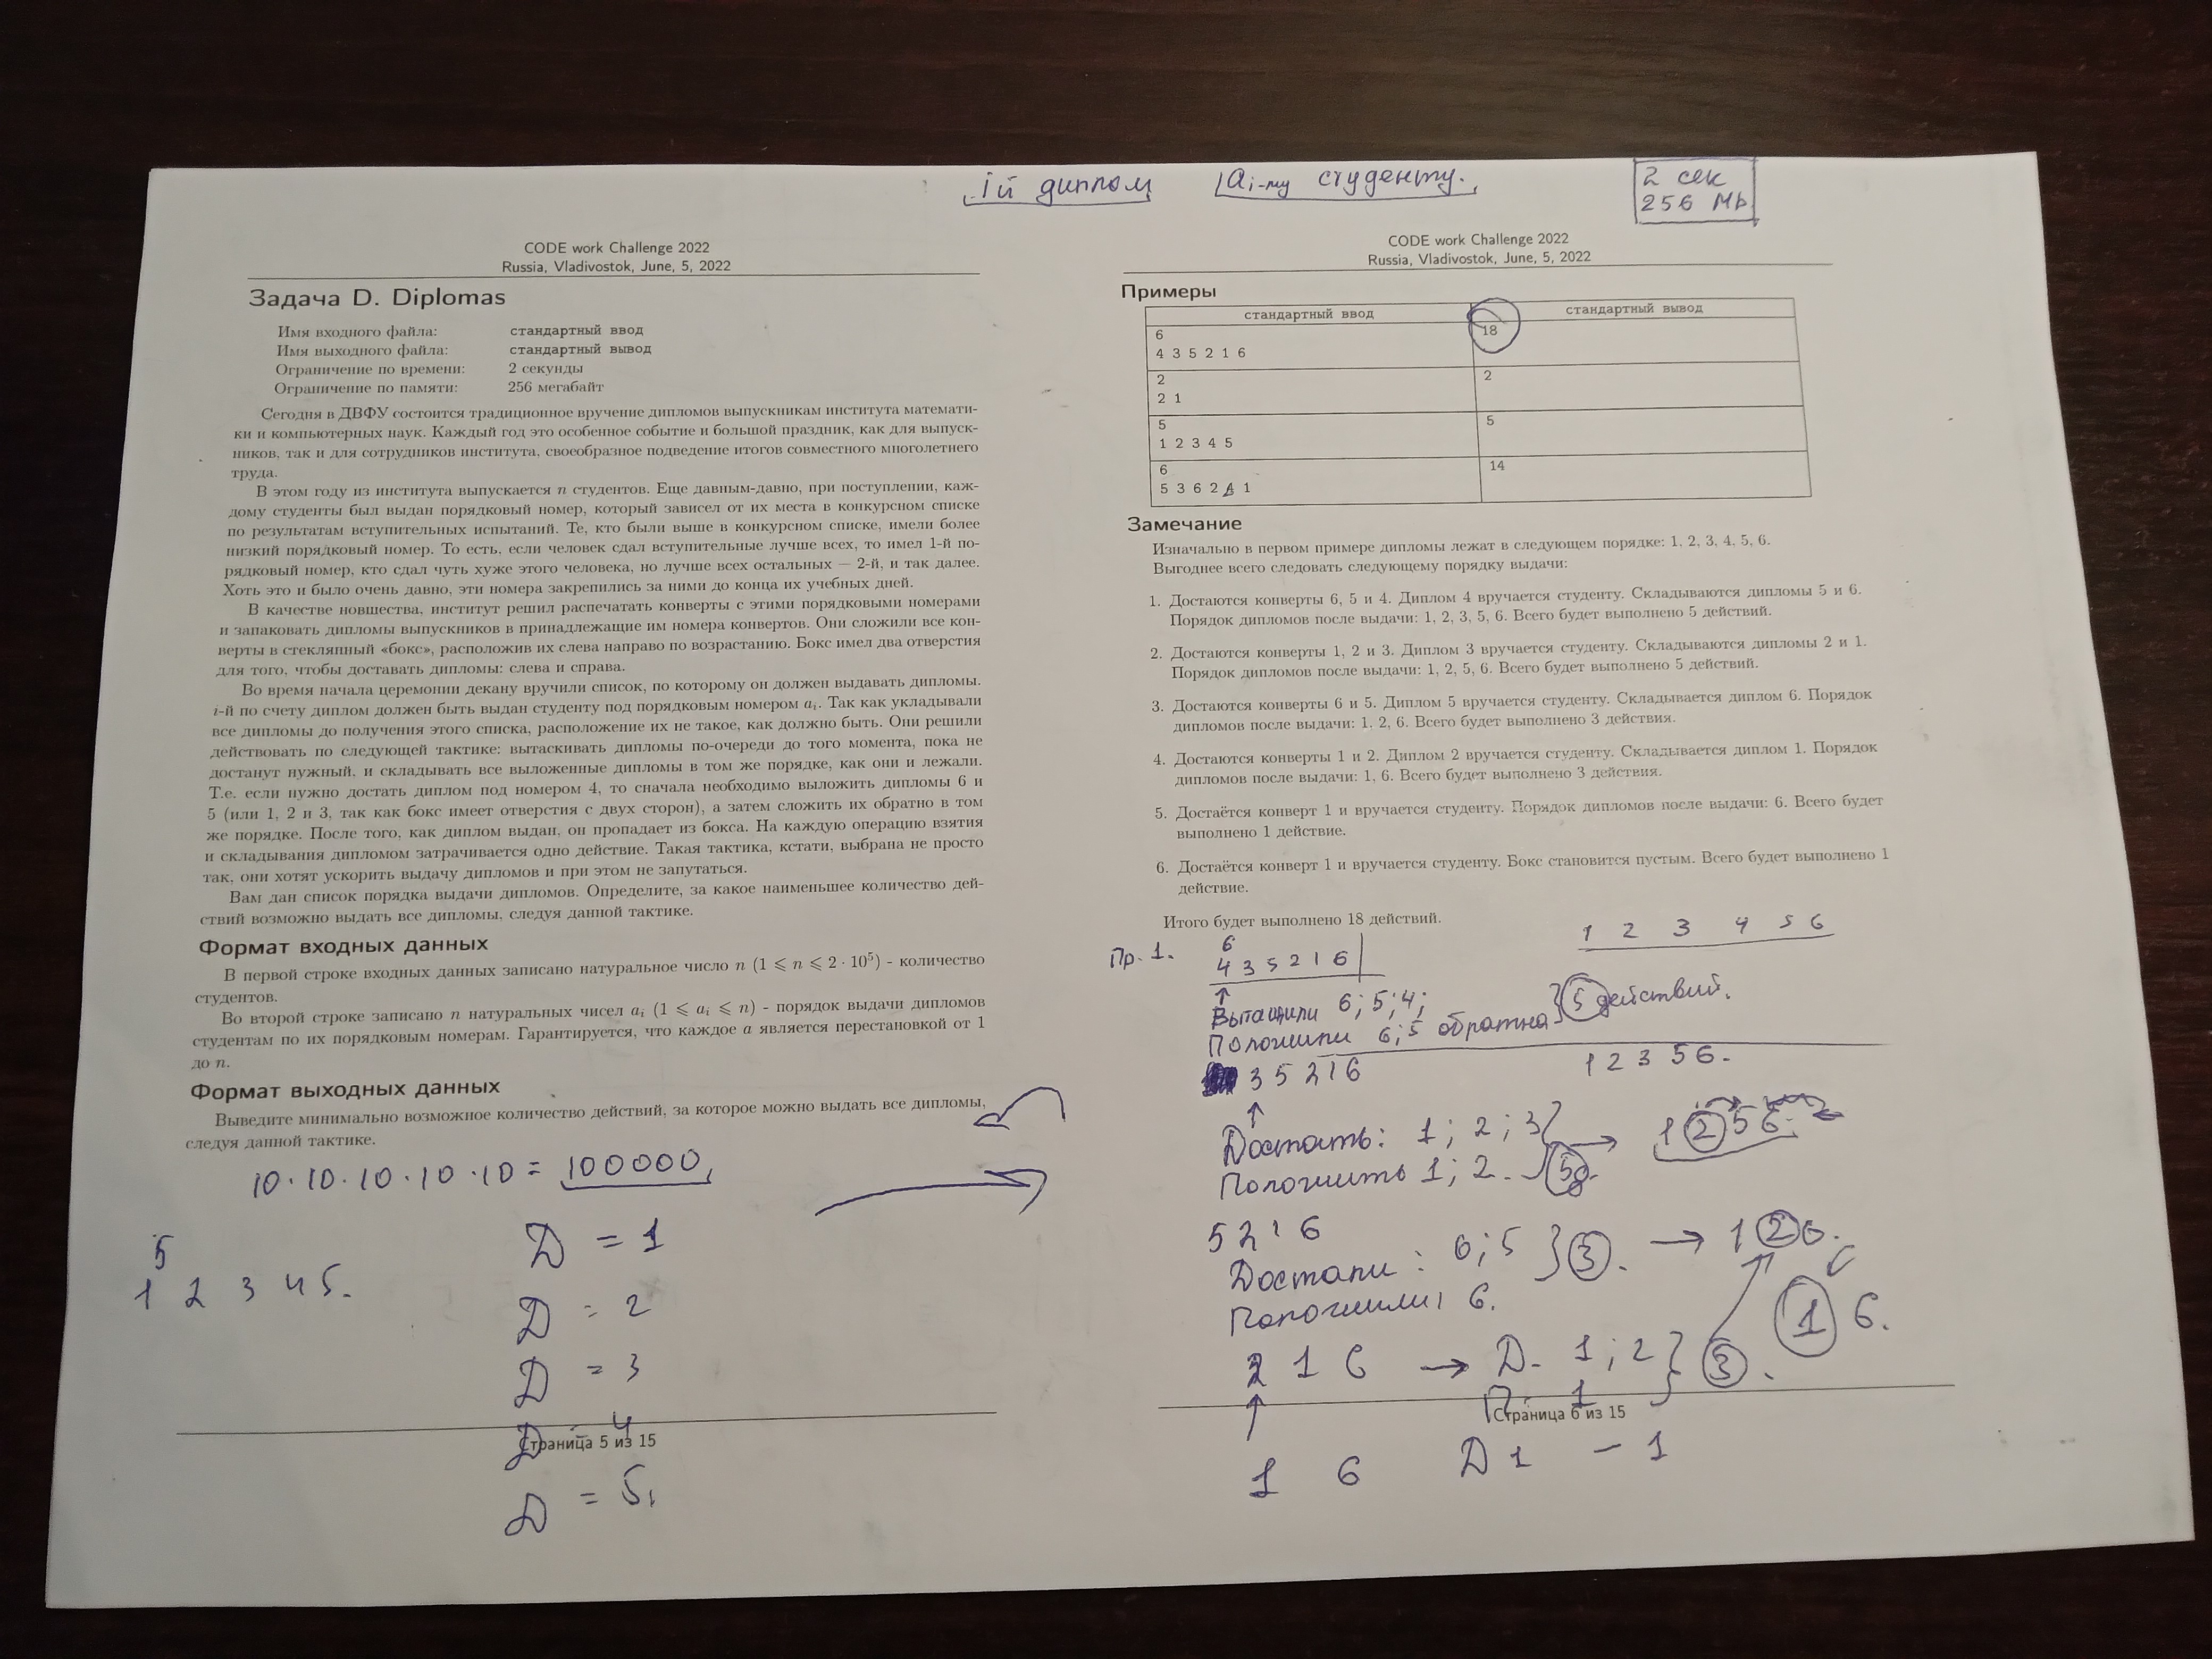 iй диплом ai-му студенту.
2 сек
256 Мb
CODE work Challenge 2022
Russia, Vladivostok, June, 5, 2022
Задача D. Diplomas
Имя входного файла: стандартный ввод
Имя выходного файла: стандартный вывод
Ограничение по времени: 2 секунды
Ограничение по памяти: 256 мегабайт
Сегодня в ДВФУ состоится традиционное вручение дипломов выпускникам института математи-
ки и компьютерных наук. Каждый год это особенное событие и большой праздник, как для выпуск-
ников, так и для сотрудников института, своеобразное подведение итогов совместного многолетнего
труда.
В этом году из института выпускается n студентов. Еще давным-давно, при поступлении, каж-
дому студенты был выдан порядковый номер, который зависел от их места в конкурсном списке
по результатам вступительных испытаний. Те, кто были выше в конкурсном списке, имели более
низкий порядковый номер. То есть, если человек сдал вступительные лучше всех, то имел 1-й по-
рядковый номер, кто сдал чуть хуже этого человека, но лучше всех остальных — 2-й, и так далее.
Хоть это и было очень давно, эти номера закрепились за ними до конца их учебных дней.
В качестве новшества, институт решил распечатать конверты с этими порядковыми номерами
и запаковать дипломы выпускников в принадлежащие им номера конвертов. Они сложили все кон-
верты в стеклянный «бокс», расположив их слева направо по возрастанию. Бокс имел два отверстия
для того, чтобы доставать дипломы: слева и справа.
Во время начала церемонии декану вручили список, по которому он должен выдавать дипломы.
i-й по счету диплом должен быть выдан студенту под порядковым номером ai. Так как укладывали
все дипломы до получения этого списка, расположение их не такое, как должно быть. Они решили
действовать по следующей тактике: вытаскивать дипломы по-очереди до того момента, пока не
достанут нужный, и складывать все выложенные дипломы в том же порядке, как они и лежали.
Т.е. если нужно достать диплом под номером 4, то сначала необходимо выложить дипломы 6 и
5 (или 1, 2 и 3, так как бокс имеет отверстия с двух сторон), а затем сложить их обратно в том
же порядке. После того, как диплом выдан, он пропадает из бокса. На каждую операцию взятия
и складывания дипломом затрачивается одно действие. Такая тактика, кстати, выбрана не просто
так, они хотят ускорить выдачу дипломов и при этом не запутаться.
Вам дан список порядка выдачи дипломов. Определите, за какое наименьшее количество дей-
ствий возможно выдать все дипломы, следуя данной тактике.
Формат входных данных
В первой строке входных данных записано натуральное число n (1 ⩽ n ⩽ 2 · 10^5) - количество
студентов.
Во второй строке записано n натуральных чисел ai (1 ⩽ ai ⩽ n) - порядок выдачи дипломов
студентам по их порядковым номерам. Гарантируется, что каждое a является перестановкой от 1
до n.
Формат выходных данных
Выведите минимально возможное количество действий, за которое можно выдать все дипломы,
следуя данной тактике.
10·10·10·10·10 = 100000
5
1 2 3 4 5.
D = 1
D = 2
D = 3
D = 4
Страница 5 из 15
D = 5,
CODE work Challenge 2022
Russia, Vladivostok, June, 5, 2022
Примеры
стандартный ввод стандартный вывод
6 18
4 3 5 2 1 6
2 2
2 1
5 5
1 2 3 4 5
6 14
5 3 6 2 4 1
Замечание
Изначально в первом примере дипломы лежат в следующем порядке: 1, 2, 3, 4, 5, 6.
Выгоднее всего следовать следующему порядку выдачи:
1. Достаются конверты 6, 5 и 4. Диплом 4 вручается студенту. Складываются дипломы 5 и 6.
Порядок дипломов после выдачи: 1, 2, 3, 5, 6. Всего будет выполнено 5 действий.
2. Достаются конверты 1, 2 и 3. Диплом 3 вручается студенту. Складываются дипломы 2 и 1.
Порядок дипломов после выдачи: 1, 2, 5, 6. Всего будет выполнено 5 действий.
3. Достаются конверты 6 и 5. Диплом 5 вручается студенту. Складывается диплом 6. Порядок
дипломов после выдачи: 1, 2, 6. Всего будет выполнено 3 действия.
4. Достаются конверты 1 и 2. Диплом 2 вручается студенту. Складывается диплом 1. Порядок
дипломов после выдачи: 1, 6. Всего будет выполнено 3 действия.
5. Достаётся конверт 1 и вручается студенту. Порядок дипломов после выдачи: 6. Всего будет
выполнено 1 действие.
6. Достаётся конверт 1 и вручается студенту. Бокс становится пустым. Всего будет выполнено 1
действие.
Итого будет выполнено 18 действий.
1 2 3 4 5 6
Пр. 1.
6
4 3 5 2 1 6
Вытащили 6; 5; 4;
Положили 6; 5 обратно
5 действий.
3 5 2 1 6
1 2 3 5 6.
Достать: 1; 2; 3
Положить 1; 2.
5д.
1 2 5 6.
5 2 1 6
Достали: 6; 5
3.
1 2 6.
Положили 6.
1 6.
2 1 6
D- 1; 2
П- 1
3.
Страница 6 из 15
1 6 D 1 - 1